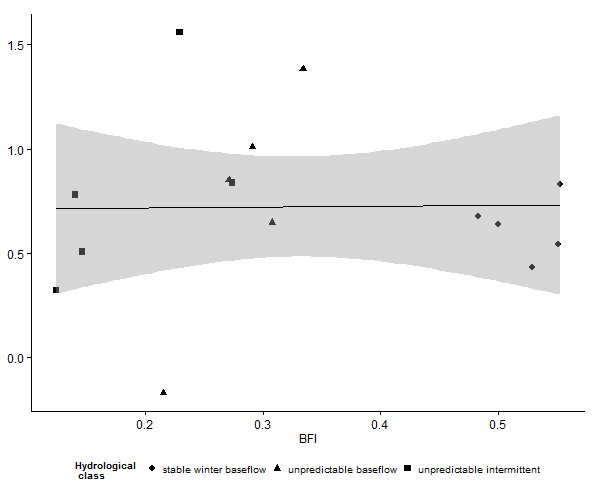 1.5
1.0
0.5
0.0
0.2 0.3 0.4 0.5
BFI
Hydrological
class
stable winter baseflow unpredictable baseflow unpredictable intermittent